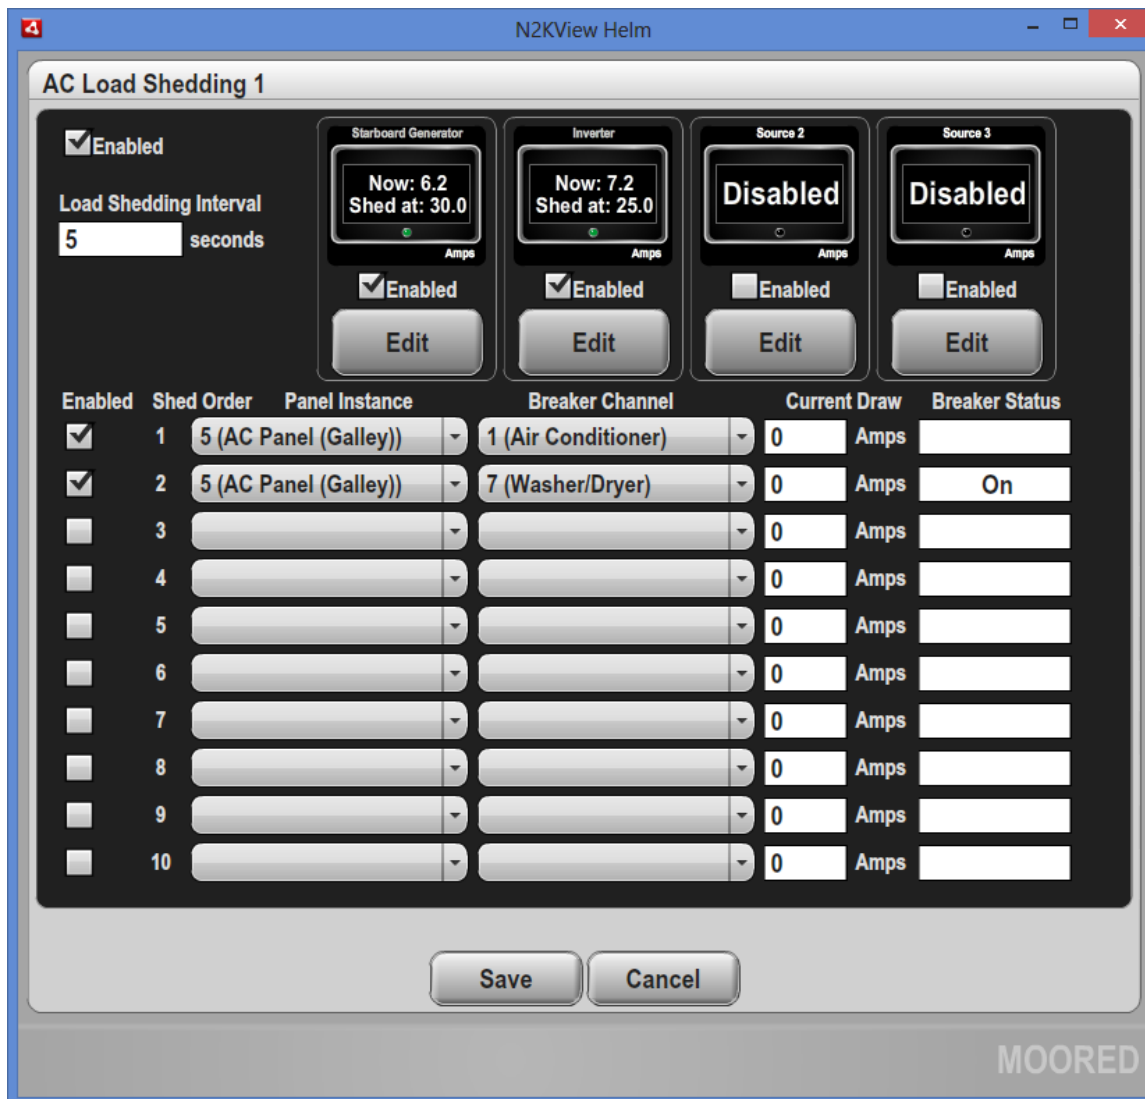 N2KView Helm
AC Load Shedding 1
Enabled
Load Shedding Interval
5 seconds
Starboard Generator
Now: 6.2
Shed at: 30.0
Amps
Enabled
Edit
Inverter
Now: 7.2
Shed at: 25.0
Amps
Enabled
Edit
Source 2
Disabled
Amps
Enabled
Edit
Source 3
Disabled
Amps
Enabled
Edit
Enabled Shed Order Panel Instance Breaker Channel Current Draw Breaker Status
1 5 (AC Panel (Galley)) 1 (Air Conditioner) 0 Amps
2 5 (AC Panel (Galley)) 7 (Washer/Dryer) 0 Amps On
3 0 Amps
4 0 Amps
5 0 Amps
6 0 Amps
7 0 Amps
8 0 Amps
9 0 Amps
10 0 Amps
Save Cancel
MOORED